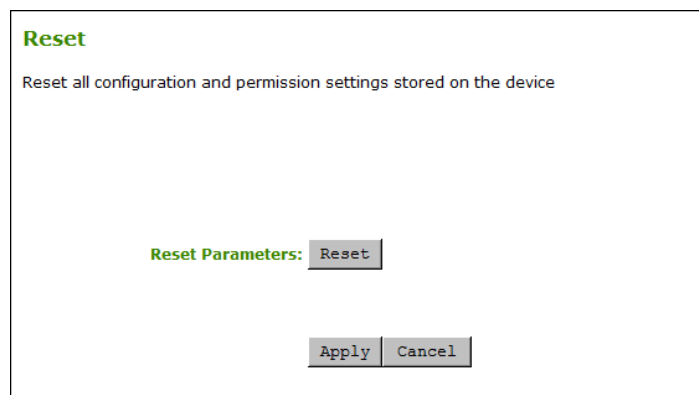 Reset
Reset all configuration and permission settings stored on the device
Reset Parameters: Reset
Apply Cancel